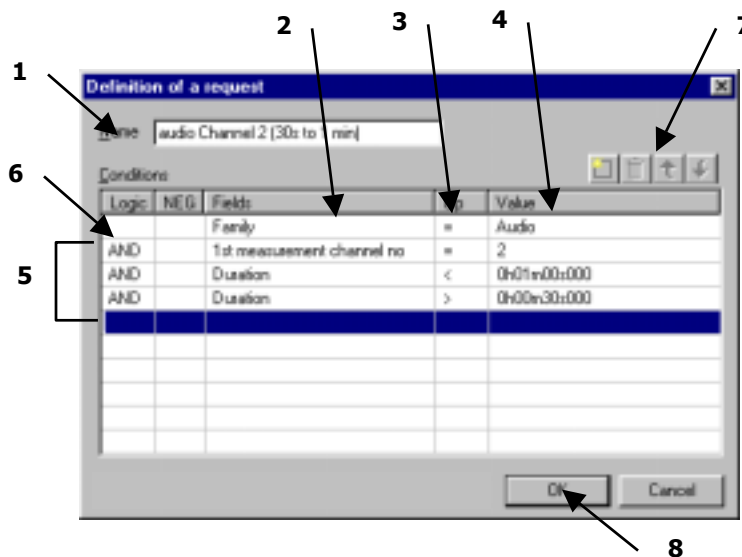 2 3 4 7
1
Definition of a request
Name audio Channel 2 (30s to 1 min)
6
Conditions
Logic NEG Fields Op Value
Family = Audio
AND 1st measurement channel no = 2
5
AND Duration < 0h01m00s000
AND Duration > 0h00m30s000
OK Cancel
8